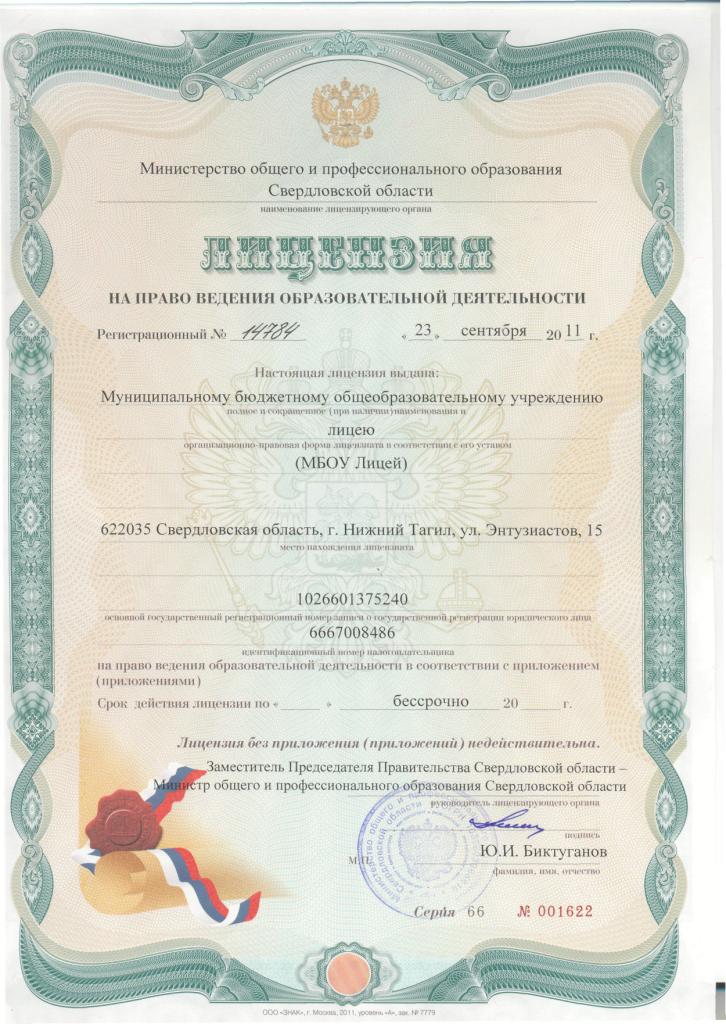 Министерство общего и профессионального образования
Свердловской области
наименование лицензирующего органа
ЛИЦЕНЗИЯ
НА ПРАВО ВЕДЕНИЯ ОБРАЗОВАТЕЛЬНОЙ ДЕЯТЕЛЬНОСТИ
Регистрационный № 14784 «23» сентября 2011 г.
Настоящая лицензия выдана:
Муниципальному бюджетному общеобразовательному учреждению
полное и сокращенное (при наличии) наименования и
лицею
организационно-правовая форма лицензиата в соответствии с его уставом
(МБОУ Лицей)
622035 Свердловская область, г. Нижний Тагил, ул. Энтузиастов, 15
место нахождения лицензиата
1026601375240
основной государственный регистрационный номер записи о государственной регистрации юридического лица
6667008486
идентификационный номер налогоплательщика
на право ведения образовательной деятельности в соответствии с приложением
(приложениями)
Срок действия лицензии по «____» бессрочно 20____ г.
Лицензия без приложения (приложений) недействительна.
Заместитель Председателя Правительства Свердловской области –
Министр общего и профессионального образования Свердловской области
руководитель лицензирующего органа
подпись
М.П.
Ю.И. Биктуганов
фамилия, имя, отчество
Серия 66 № 001622
ООО «ЗНАК», г. Москва, 2011, уровень «А», зак. № 7779